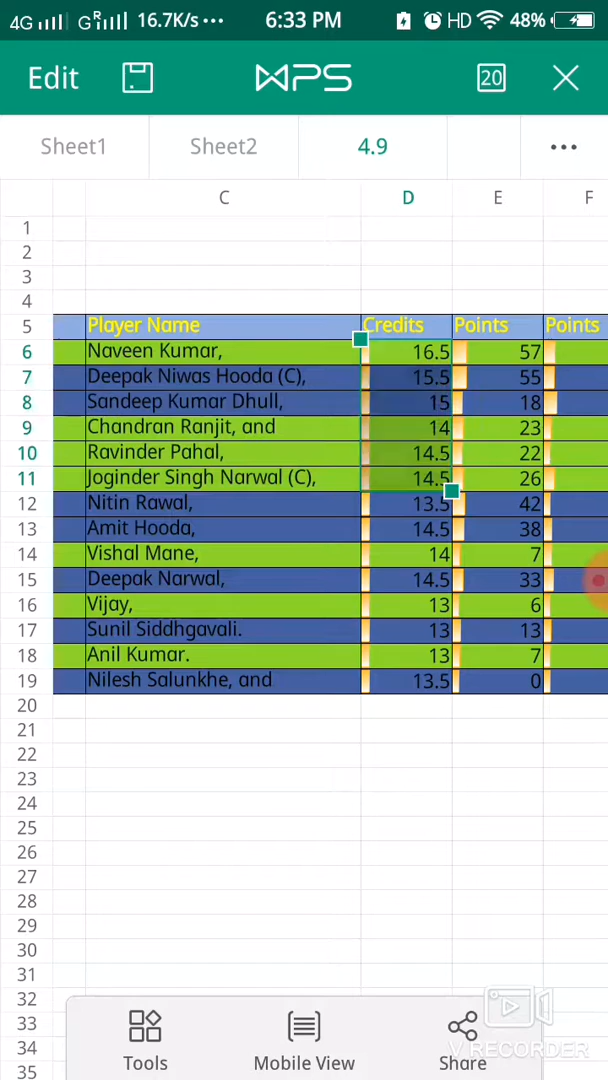 4G G R 16.7K/s ... 6:33 PM HD 48%
Edit WPS 20
Sheet1 Sheet2 4.9 ...
C D E F
1
2
3
4
5 Player Name Credits Points Points
6 Naveen Kumar, 16.5 57
7 Deepak Niwas Hooda (C), 15.5 55
8 Sandeep Kumar Dhull, 15 18
9 Chandran Ranjit, and 14 23
10 Ravinder Pahal, 14.5 22
11 Joginder Singh Narwal (C), 14.5 26
12 Nitin Rawal, 13.5 42
13 Amit Hooda, 14.5 38
14 Vishal Mane, 14 7
15 Deepak Narwal, 14.5 33
16 Vijay, 13 6
17 Sunil Siddhgavali. 13 13
18 Anil Kumar. 13 7
19 Nilesh Salunkhe, and 13.5 0
20
21
22
23
24
25
26
27
28
29
30
31
32
33
34
35
Tools Mobile View Share
V RECORDER